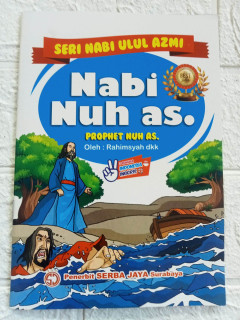 SERI NABI ULUL AZMI
Nabi
Nuh as.
PROPHET NUH AS.
Oleh : Rahimsyah dkk
Penerbit SERBA JAYA Surabaya